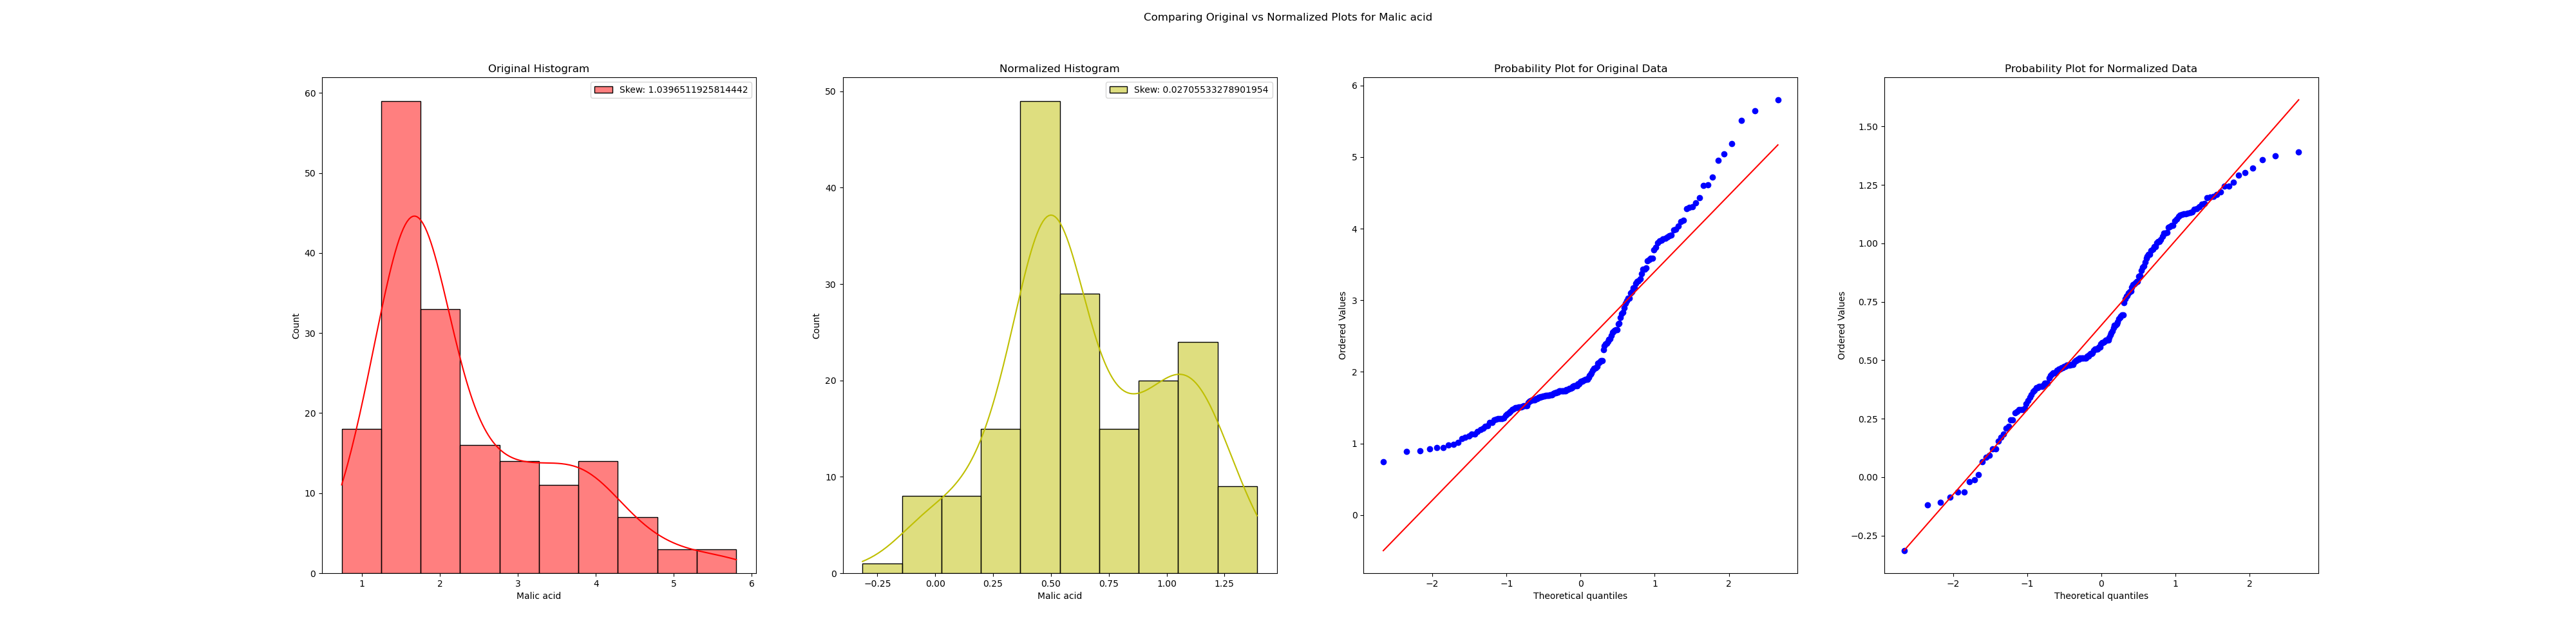 Comparing Original vs Normalized Plots for Malic acid
Original Histogram
Skew: 1.0396511925814442
60
50
40
30
20
10
0
Count
1 2 3 4 5 6
Malic acid
Normalized Histogram
Skew: 0.02705533278901954
50
40
30
20
10
0
Count
−0.25 0.00 0.25 0.50 0.75 1.00 1.25
Malic acid
Probability Plot for Original Data
6
5
4
3
2
1
0
Ordered Values
−2 −1 0 1 2
Theoretical quantiles
Probability Plot for Normalized Data
1.50
1.25
1.00
0.75
0.50
0.25
0.00
−0.25
Ordered Values
−2 −1 0 1 2
Theoretical quantiles